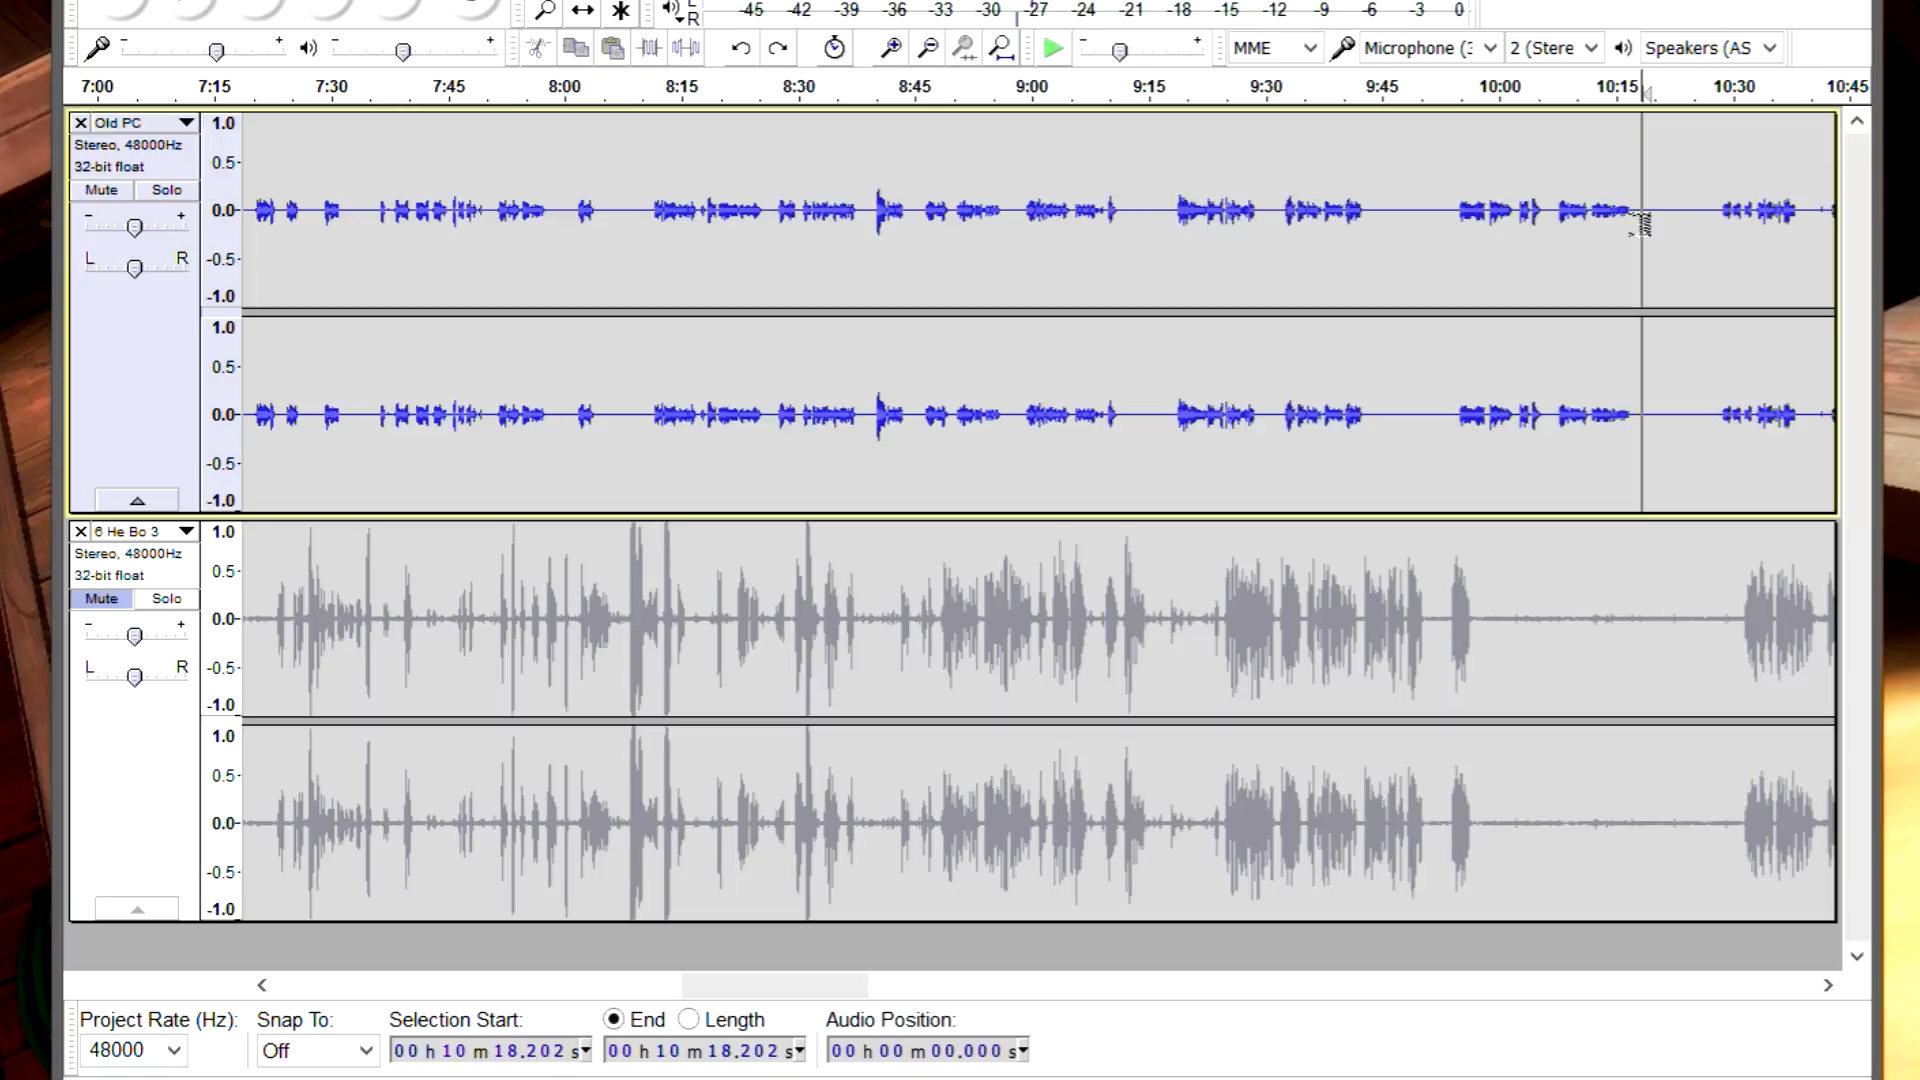 L
R
-45 -42 -39 -36 -33 -30 -27 -24 -21 -18 -15 -12 -9 -6 -3 0
- + - + - + MME Microphone (3 2 (Stere Speakers (AS
7:00 7:15 7:30 7:45 8:00 8:15 8:30 8:45 9:00 9:15 9:30 9:45 10:00 10:15 10:30 10:45
X Old PC
Stereo, 48000Hz
32-bit float
Mute Solo
- +
L R
1.0
0.5-
0.0-
-0.5-
-1.0
1.0
0.5-
0.0-
-0.5-
-1.0
X 6 He Bo 3
Stereo, 48000Hz
32-bit float
Mute Solo
- +
L R
1.0
0.5-
0.0-
-0.5-
-1.0
1.0
0.5-
0.0-
-0.5-
-1.0
Project Rate (Hz): Snap To: Selection Start: End Length Audio Position:
48000 Off 00 h 10 m 18.202 s 00 h 10 m 18.202 s 00 h 00 m 00.000 s